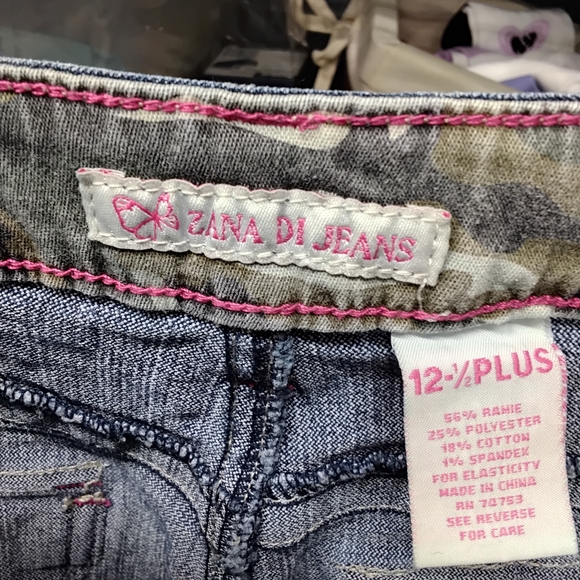 ZANA DI JEANS
12-½PLUS
56% RAMIE
25% POLYESTER
18% COTTON
1% SPANDEX
FOR ELASTICITY
MADE IN CHINA
RN 74753
SEE REVERSE
FOR CARE